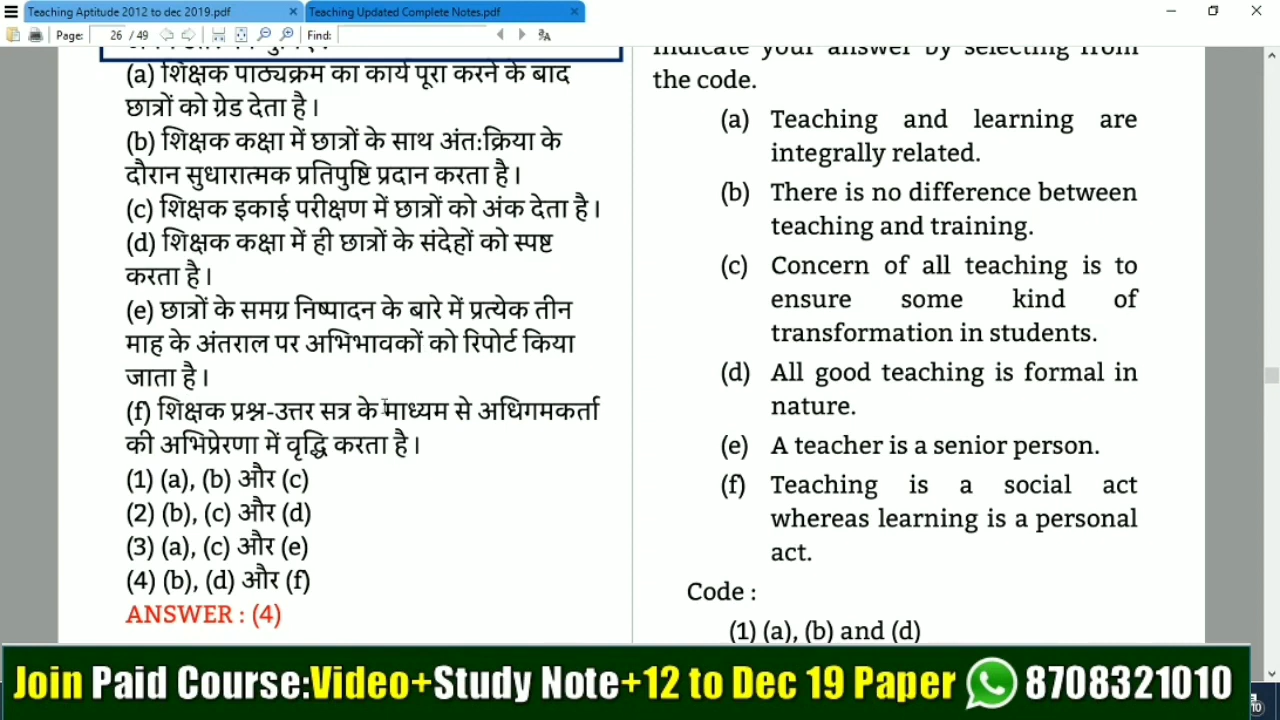 Teaching Aptitude 2012 to dec 2019.pdf
Teaching Updated Complete Notes.pdf
Page: 26 / 49 Find:
(a) शिक्षक पाठ्यक्रम का कार्य पूरा करने के बाद
छात्रों को ग्रेड देता है।
(b) शिक्षक कक्षा में छात्रों के साथ अंत:क्रिया के
दौरान सुधारात्मक प्रतिपुष्टि प्रदान करता है।
(c) शिक्षक इकाई परीक्षण में छात्रों को अंक देता है।
(d) शिक्षक कक्षा में ही छात्रों के संदेहों को स्पष्ट
करता है।
(e) छात्रों के समग्र निष्पादन के बारे में प्रत्येक तीन
माह के अंतराल पर अभिभावकों को रिपोर्ट किया
जाता है।
(f) शिक्षक प्रश्न-उत्तर सत्र के माध्यम से अधिगमकर्ता
की अभिप्रेरणा में वृद्धि करता है।
(1) (a), (b) और (c)
(2) (b), (c) और (d)
(3) (a), (c) और (e)
(4) (b), (d) और (f)
ANSWER : (4)
indicate your answer by selecting from
the code.
(a) Teaching and learning are
integrally related.
(b) There is no difference between
teaching and training.
(c) Concern of all teaching is to
ensure some kind of
transformation in students.
(d) All good teaching is formal in
nature.
(e) A teacher is a senior person.
(f) Teaching is a social act
whereas learning is a personal
act.
Code :
(1) (a), (b) and (d)
Join Paid Course:Video+Study Note+12 to Dec 19 Paper 8708321010